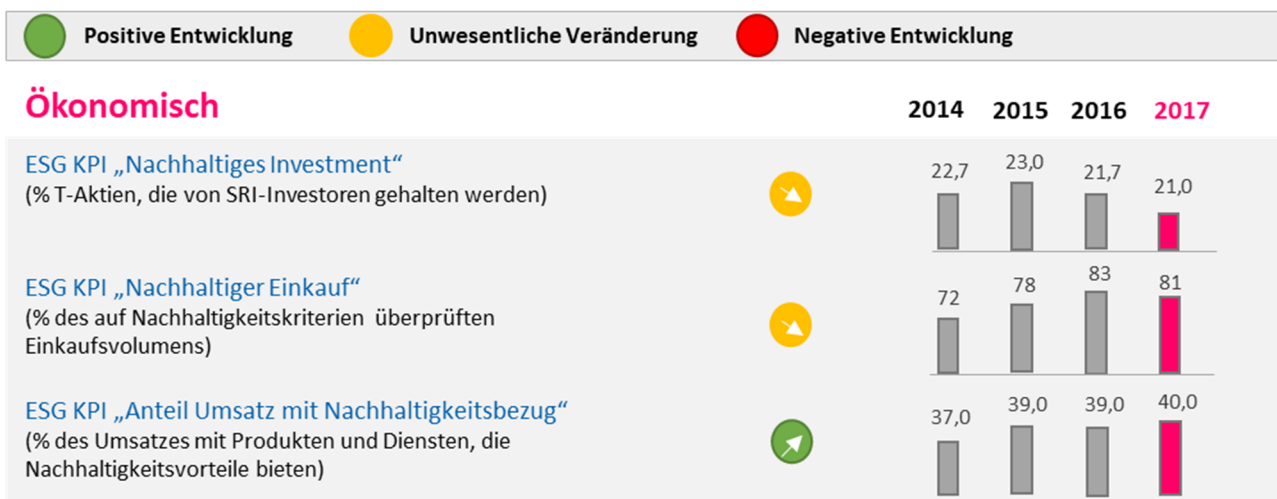 Positive Entwicklung Unwesentliche Veränderung Negative Entwicklung
Ökonomisch 2014 2015 2016 2017
ESG KPI „Nachhaltiges Investment“
(% T-Aktien, die von SRI-Investoren gehalten werden)
22,7 23,0 21,7 21,0
ESG KPI „Nachhaltiger Einkauf“
(% des auf Nachhaltigkeitskriterien überprüften
Einkaufsvolumens)
72 78 83 81
ESG KPI „Anteil Umsatz mit Nachhaltigkeitsbezug“
(% des Umsatzes mit Produkten und Diensten, die
Nachhaltigkeitsvorteile bieten)
37,0 39,0 39,0 40,0